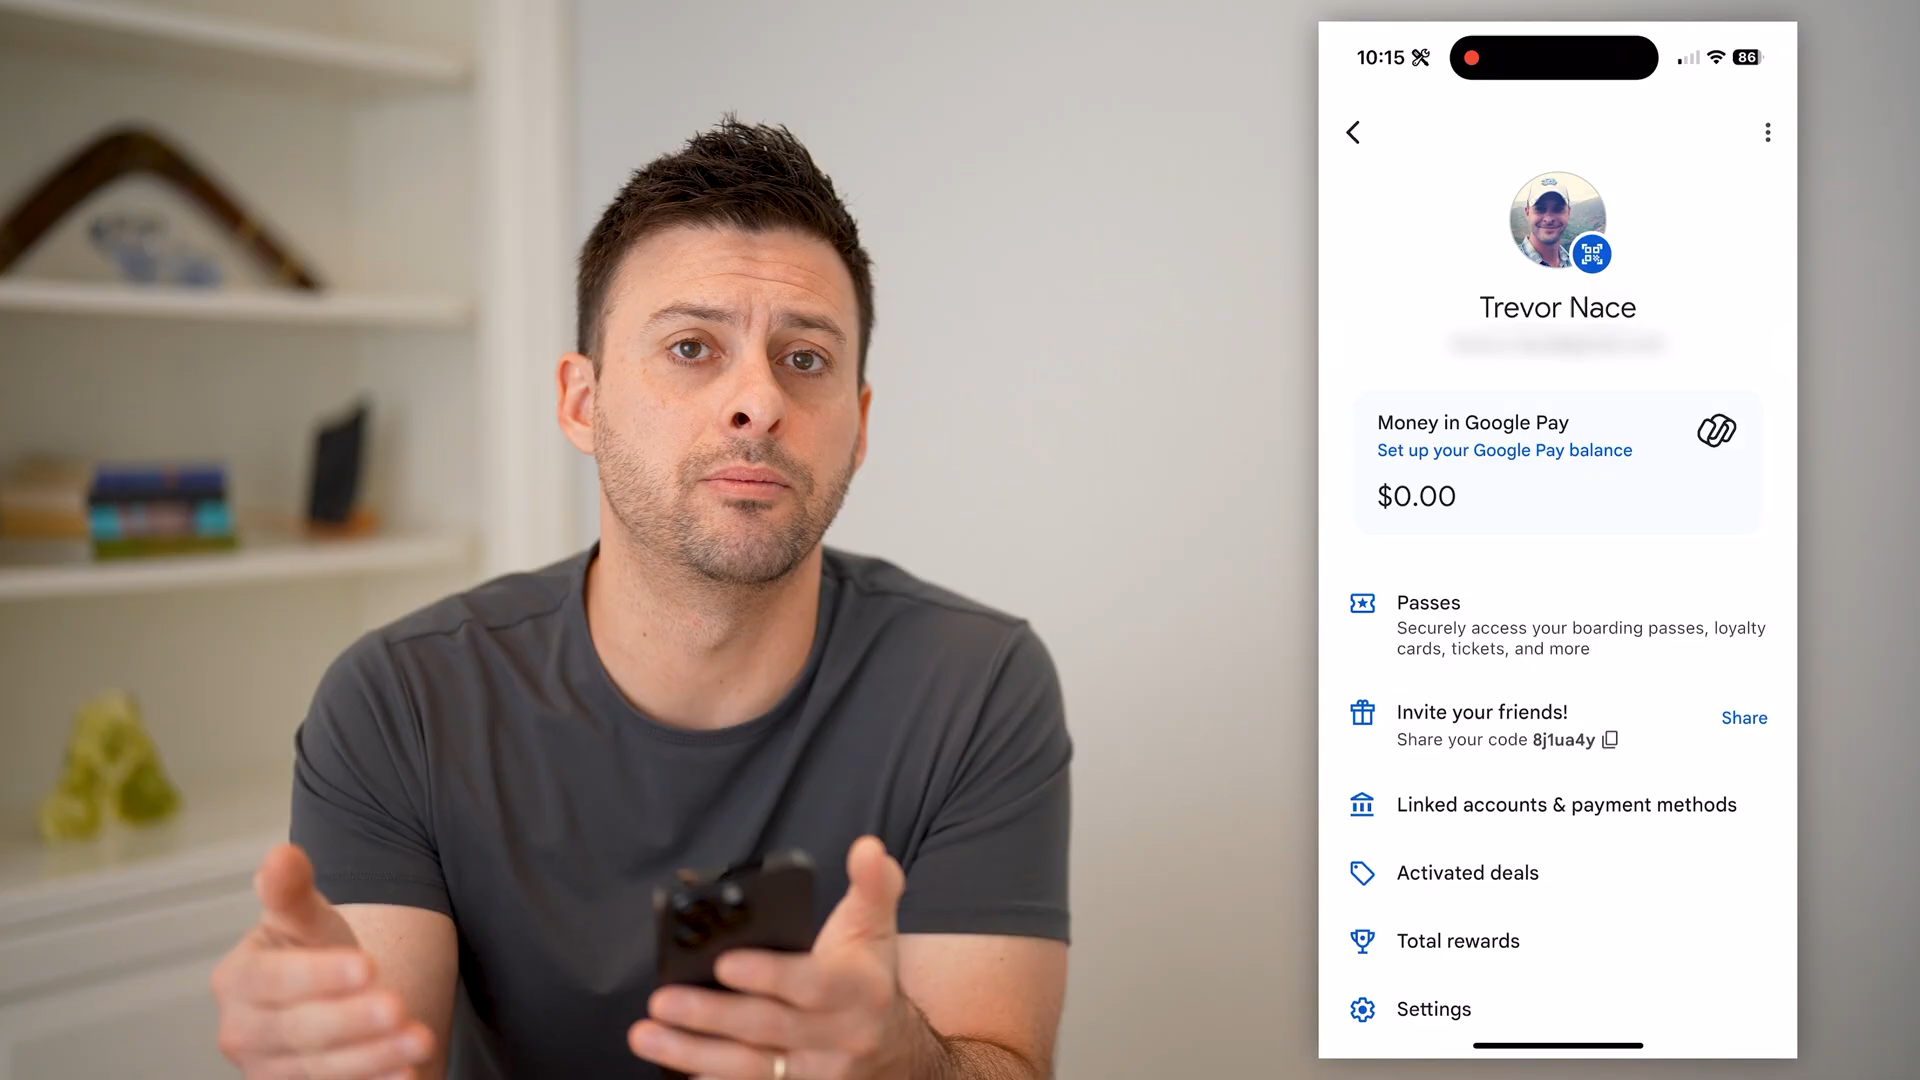 10:15
86
Trevor Nace
Money in Google Pay
Set up your Google Pay balance
$0.00
Passes
Securely access your boarding passes, loyalty
cards, tickets, and more
Invite your friends!
Share
Share your code 8j1ua4y
Linked accounts & payment methods
Activated deals
Total rewards
Settings